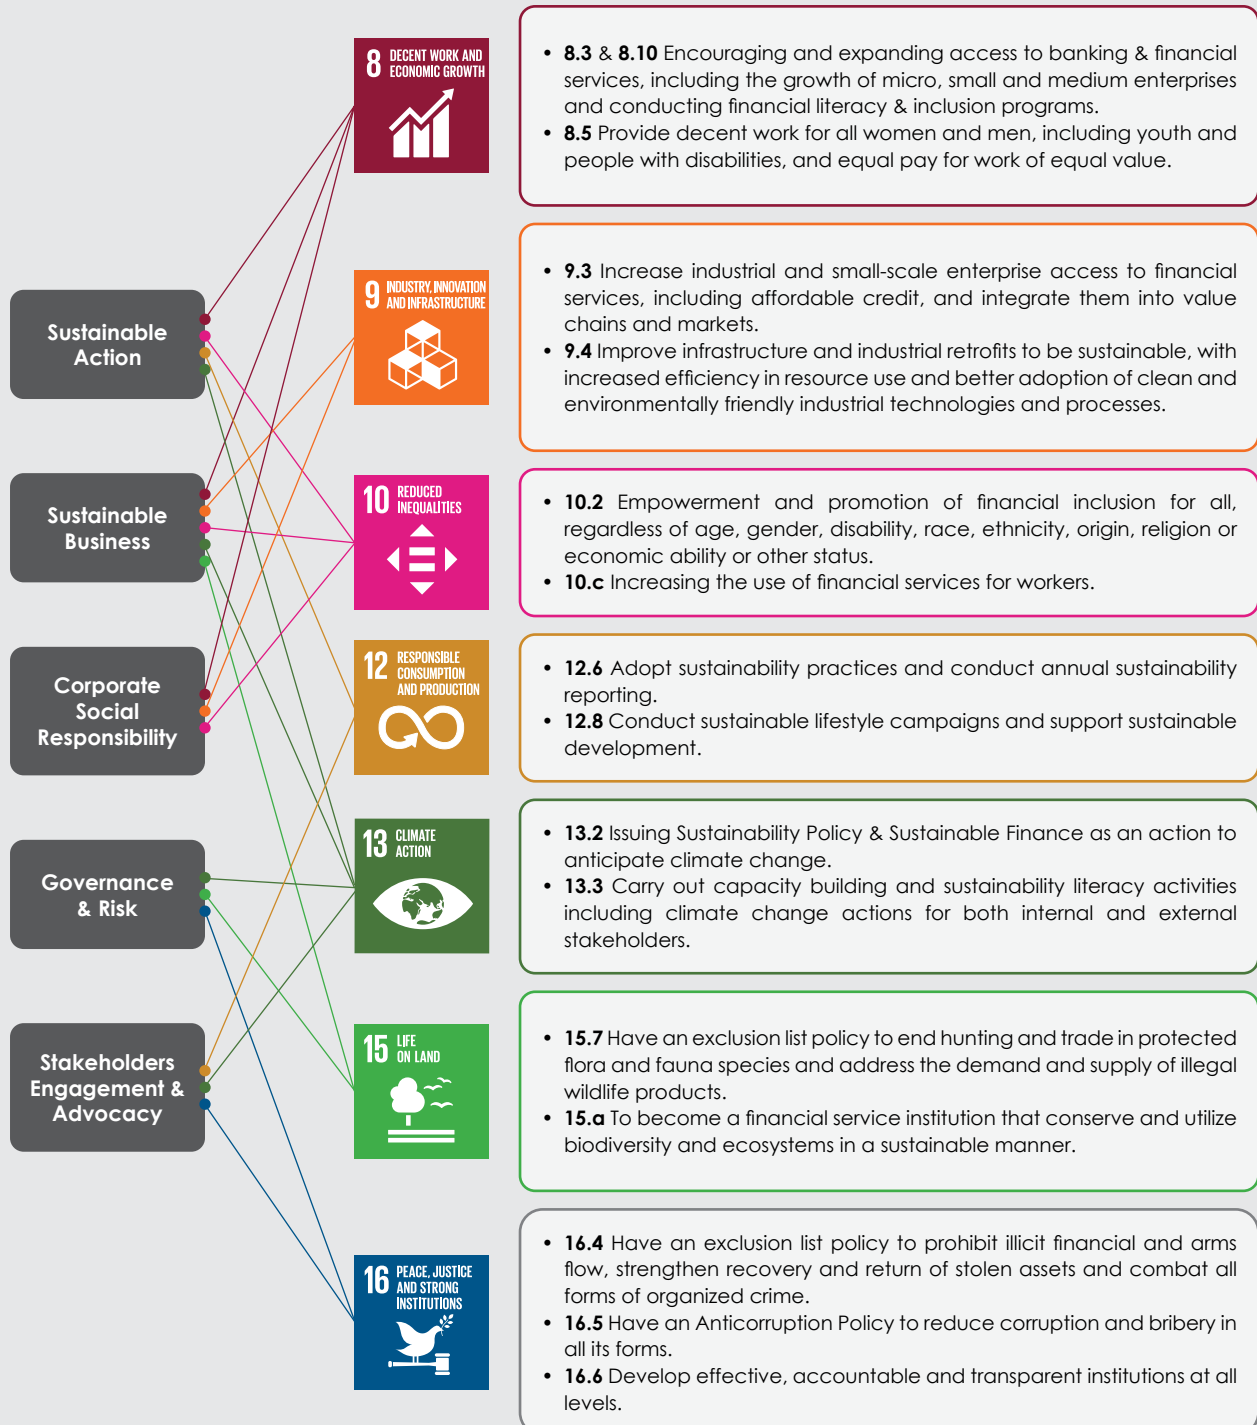 Sustainable
Action
Sustainable
Business
Corporate
Social
Responsibility
Governance
& Risk
Stakeholders
Engagement &
Advocacy
8 DECENT WORK AND
ECONOMIC GROWTH
• 8.3 & 8.10 Encouraging and expanding access to banking & financial
services, including the growth of micro, small and medium enterprises
and conducting financial literacy & inclusion programs.
• 8.5 Provide decent work for all women and men, including youth and
people with disabilities, and equal pay for work of equal value.
9 INDUSTRY, INNOVATION
AND INFRASTRUCTURE
• 9.3 Increase industrial and small-scale enterprise access to financial
services, including affordable credit, and integrate them into value
chains and markets.
• 9.4 Improve infrastructure and industrial retrofits to be sustainable, with
increased efficiency in resource use and better adoption of clean and
environmentally friendly industrial technologies and processes.
10 REDUCED
INEQUALITIES
• 10.2 Empowerment and promotion of financial inclusion for all,
regardless of age, gender, disability, race, ethnicity, origin, religion or
economic ability or other status.
• 10.c Increasing the use of financial services for workers.
12 RESPONSIBLE
CONSUMPTION
AND PRODUCTION
• 12.6 Adopt sustainability practices and conduct annual sustainability
reporting.
• 12.8 Conduct sustainable lifestyle campaigns and support sustainable
development.
13 CLIMATE
ACTION
• 13.2 Issuing Sustainability Policy & Sustainable Finance as an action to
anticipate climate change.
• 13.3 Carry out capacity building and sustainability literacy activities
including climate change actions for both internal and external
stakeholders.
15 LIFE
ON LAND
• 15.7 Have an exclusion list policy to end hunting and trade in protected
flora and fauna species and address the demand and supply of illegal
wildlife products.
• 15.a To become a financial service institution that conserve and utilize
biodiversity and ecosystems in a sustainable manner.
16 PEACE, JUSTICE
AND STRONG
INSTITUTIONS
• 16.4 Have an exclusion list policy to prohibit illicit financial and arms
flow, strengthen recovery and return of stolen assets and combat all
forms of organized crime.
• 16.5 Have an Anticorruption Policy to reduce corruption and bribery in
all its forms.
• 16.6 Develop effective, accountable and transparent institutions at all
levels.